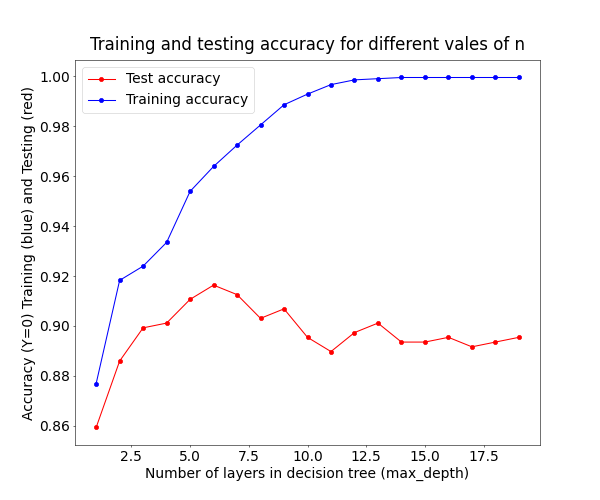 Training and testing accuracy for different vales of n
Test accuracy
Training accuracy
Accuracy (Y=0) Training (blue) and Testing (red)
1.00
0.98
0.96
0.94
0.92
0.90
0.88
0.86
2.5 5.0 7.5 10.0 12.5 15.0 17.5
Number of layers in decision tree (max_depth)